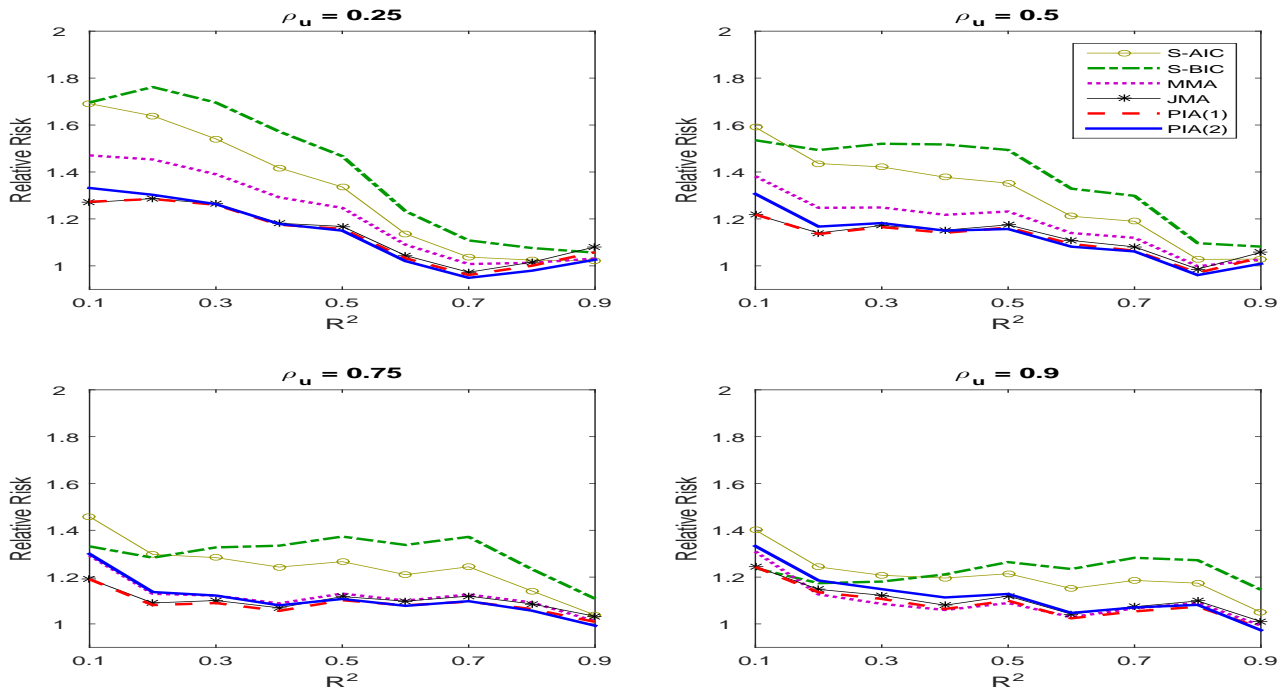 ρu = 0.25
2
1.8
1.6
1.4
1.2
1
Relative Risk
0.1 0.3 0.5 0.7 0.9
R²
ρu = 0.5
2
1.8
1.6
1.4
1.2
1
Relative Risk
S-AIC
S-BIC
MMA
JMA
PIA(1)
PIA(2)
0.1 0.3 0.5 0.7 0.9
R²
ρu = 0.75
2
1.8
1.6
1.4
1.2
1
Relative Risk
0.1 0.3 0.5 0.7 0.9
R²
ρu = 0.9
2
1.8
1.6
1.4
1.2
1
Relative Risk
0.1 0.3 0.5 0.7 0.9
R²